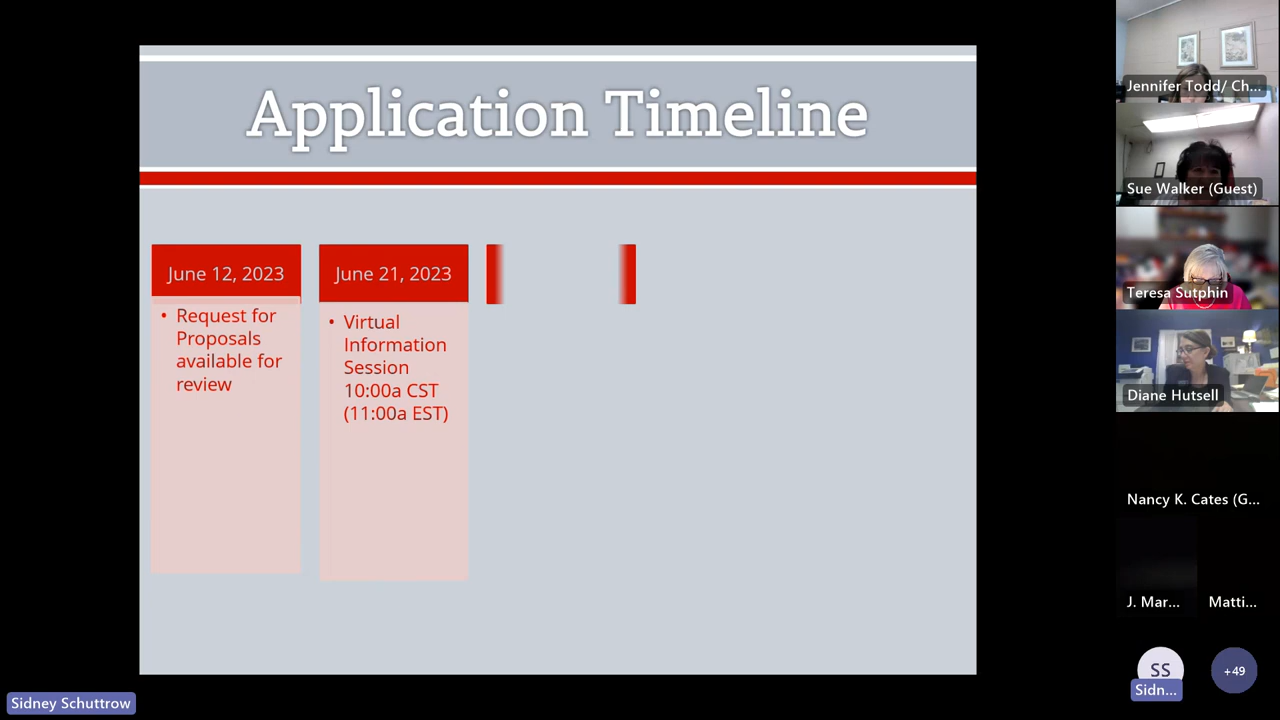 Application Timeline
June 12, 2023
• Request for
Proposals
available for
review
June 21, 2023
• Virtual
Information
Session
10:00a CST
(11:00a EST)
Jennifer Todd/ Ch...
Sue Walker (Guest)
Teresa Sutphin
Diane Hutsell
Nancy K. Cates (G...
J. Mar...
Matti...
SS
Sidn...
+49
Sidney Schuttrow